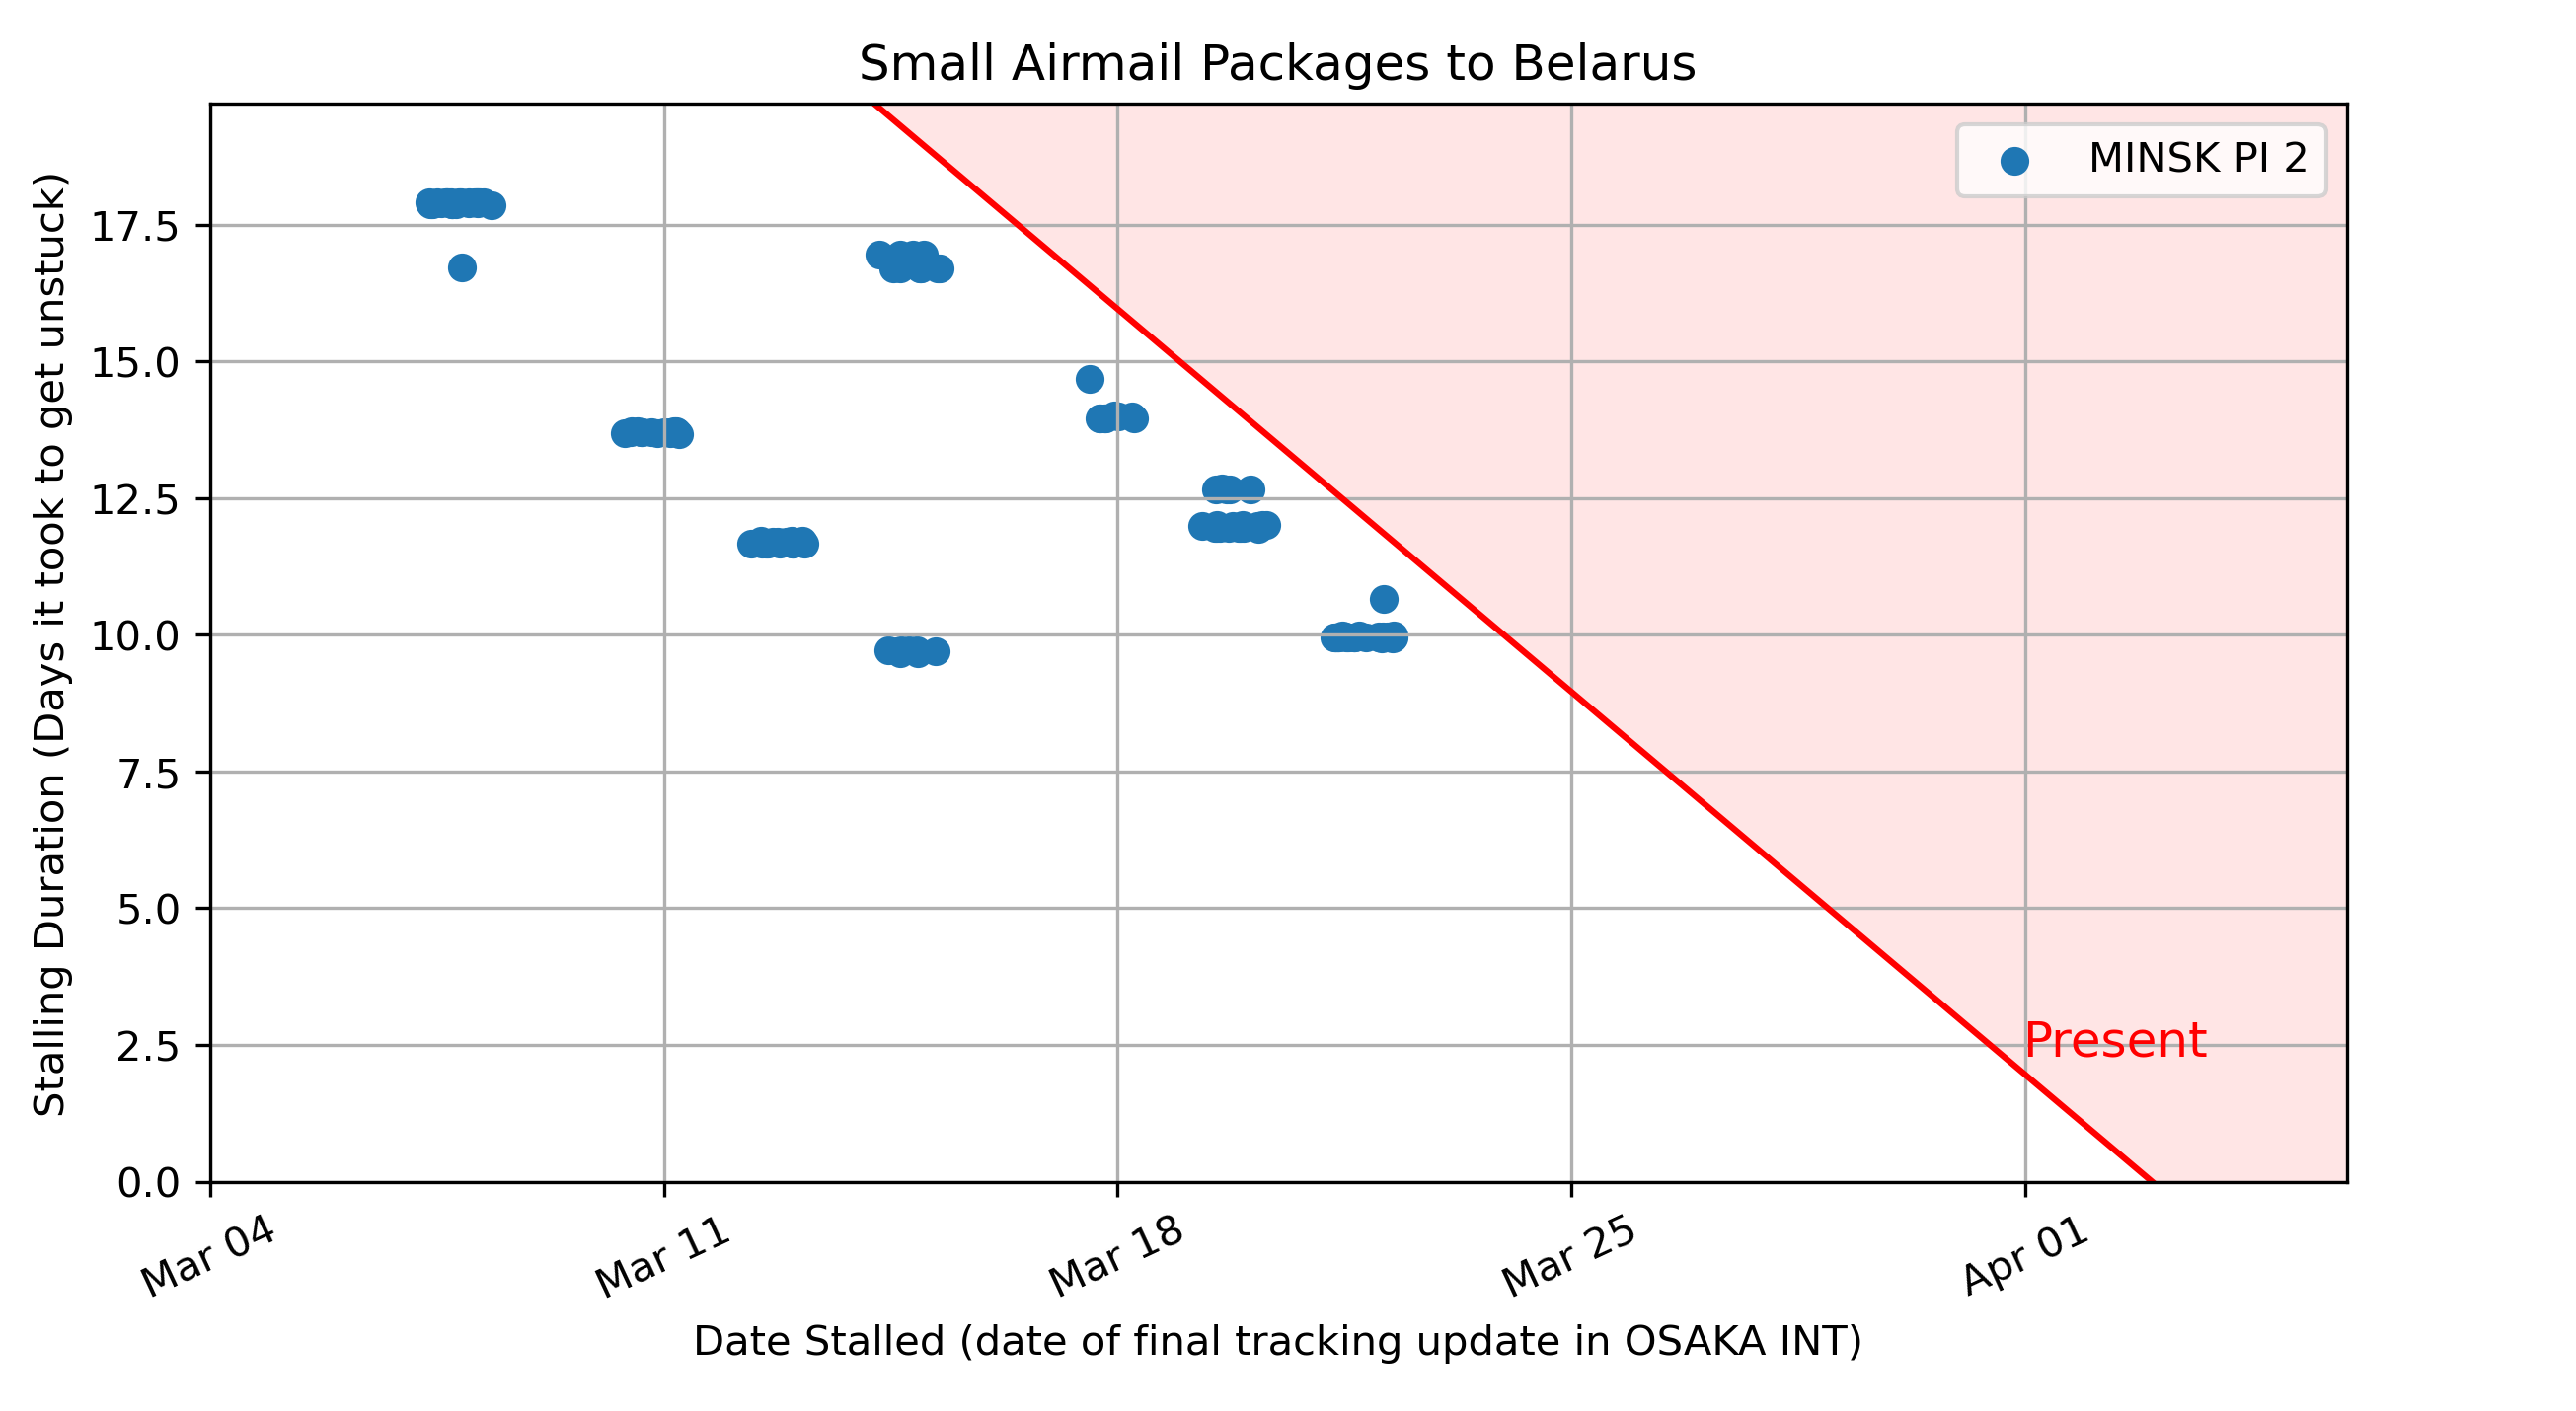 Small Airmail Packages to Belarus
MINSK PI 2
Stalling Duration (Days it took to get unstuck)
17.5
15.0
12.5
10.0
7.5
5.0
2.5
0.0
Present
Mar 04
Mar 11
Mar 18
Mar 25
Apr 01
Date Stalled (date of final tracking update in OSAKA INT)